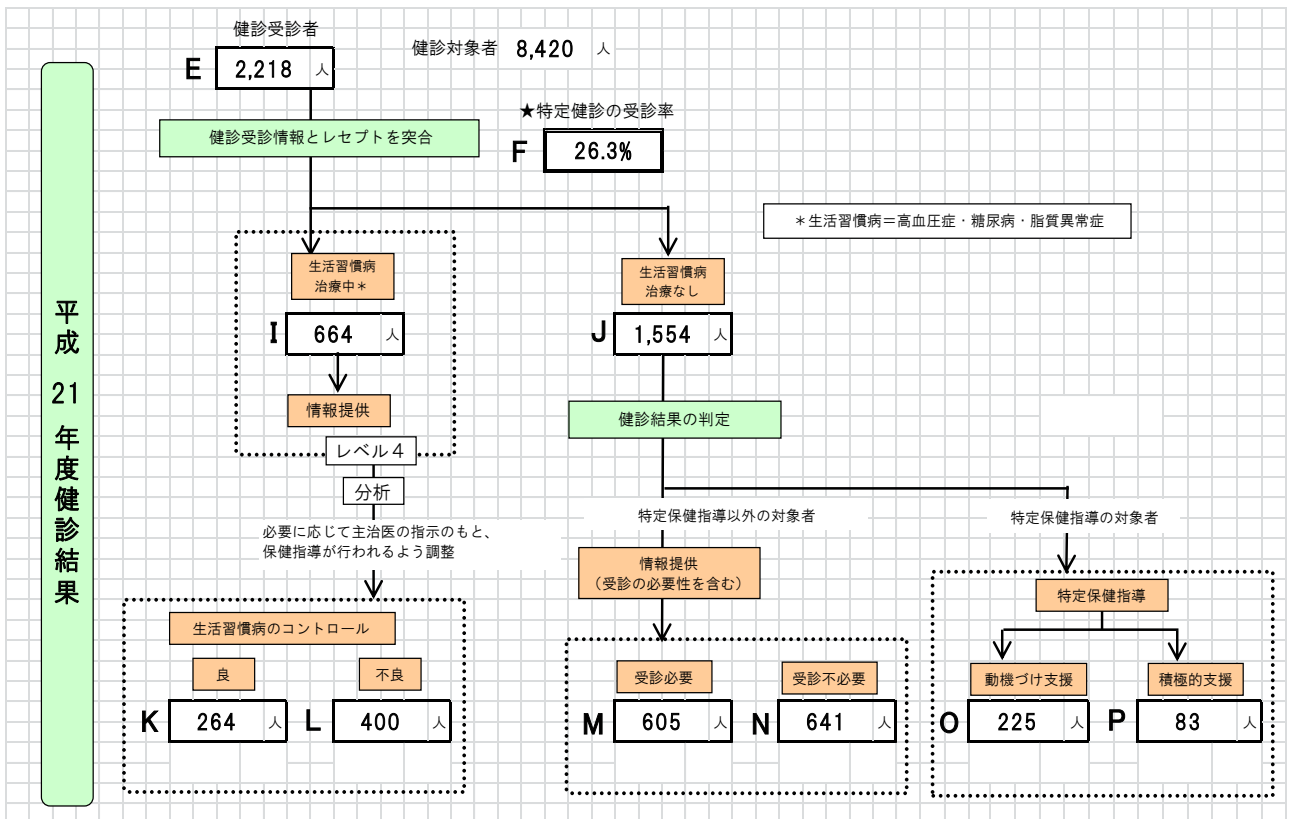 平成 21 年度健診結果
健診受診者
E 2,218 人
健診対象者 8,420 人
★特定健診の受診率
F 26.3%
健診受診情報とレセプトを突合
＊生活習慣病＝高血圧症・糖尿病・脂質異常症
生活習慣病
治療中＊
I 664 人
情報提供
レベル４
分析
必要に応じて主治医の指示のもと、
保健指導が行われるよう調整
生活習慣病のコントロール
良
K 264 人
不良
L 400 人
生活習慣病
治療なし
J 1,554 人
健診結果の判定
特定保健指導以外の対象者
情報提供
（受診の必要性を含む）
受診必要
M 605 人
受診不必要
N 641 人
特定保健指導の対象者
特定保健指導
動機づけ支援
O 225 人
積極的支援
P 83 人